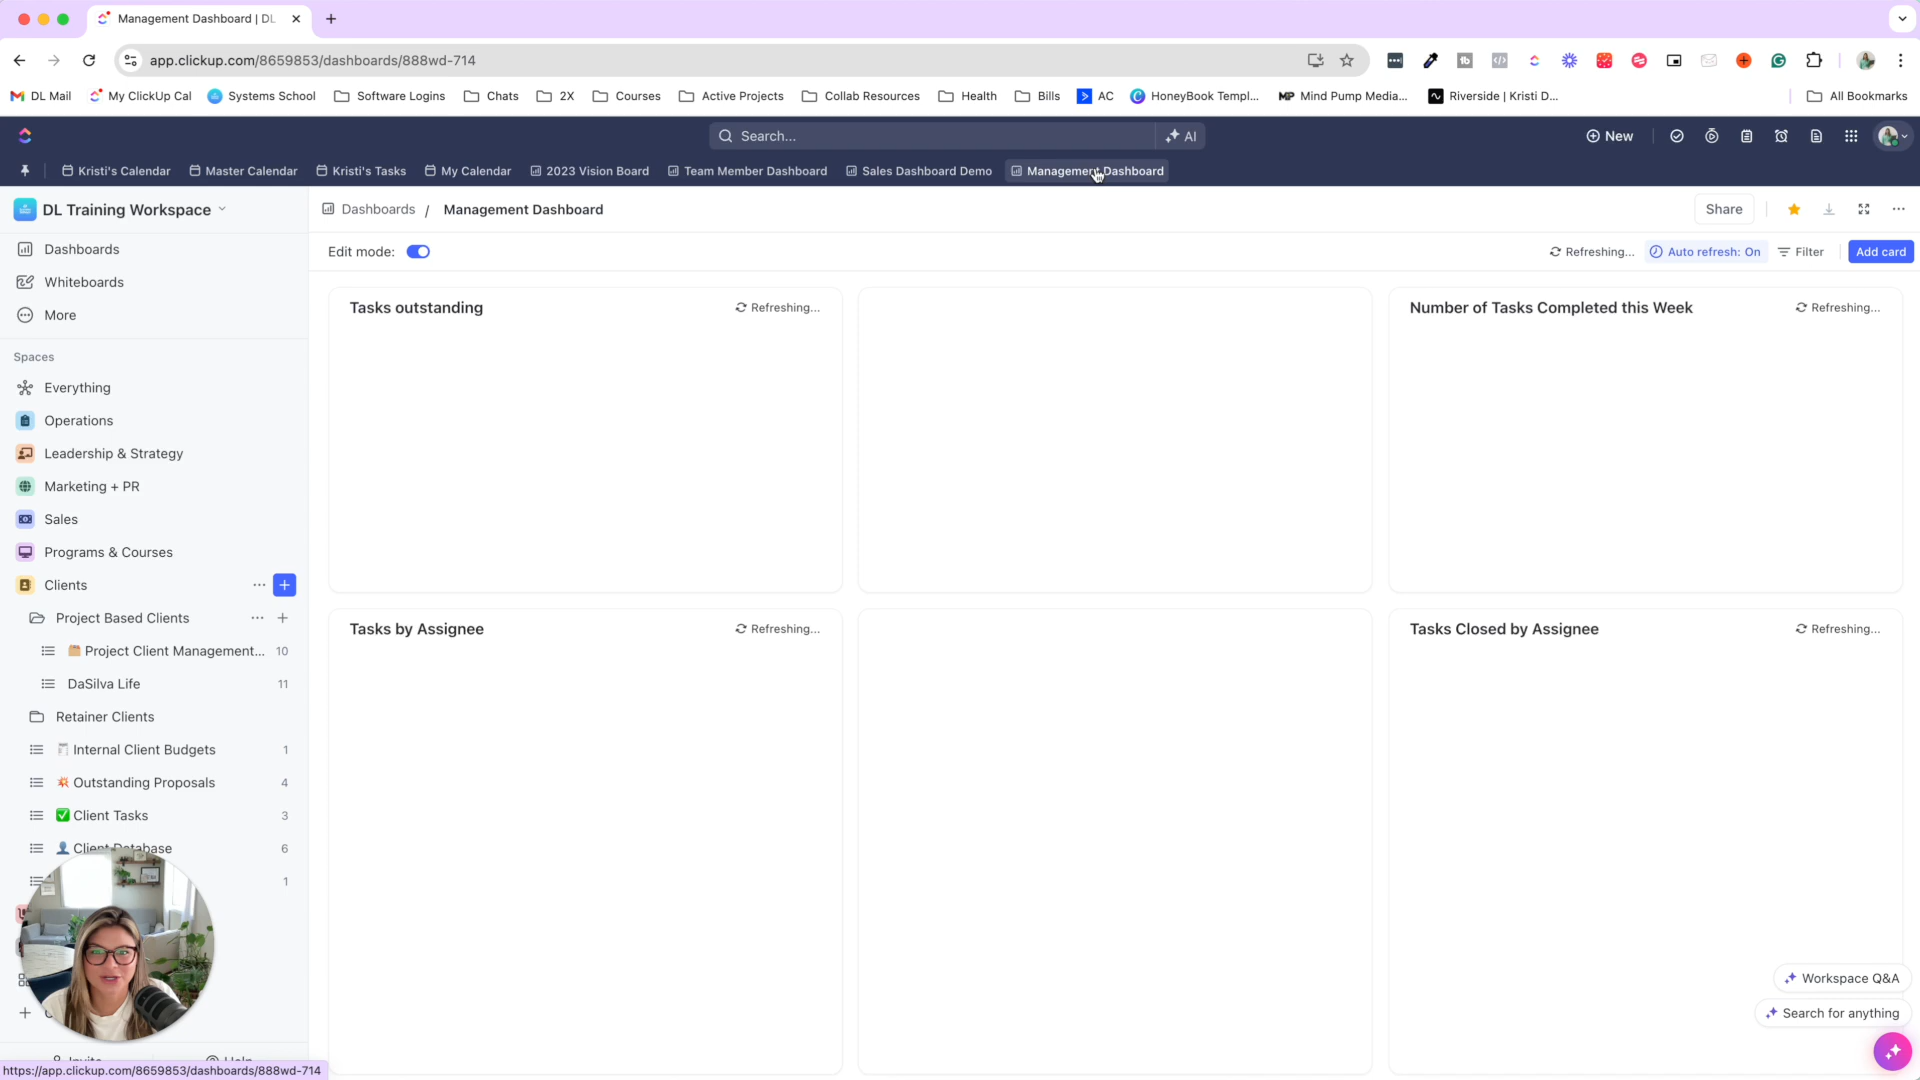 Management Dashboard | DL
app.clickup.com/8659853/dashboards/888wd-714
DL Mail
My ClickUp Cal
Systems School
Software Logins
Chats
2X
Courses
Active Projects
Collab Resources
Health
Bills
AC
HoneyBook Templ...
Mind Pump Media...
Riverside | Kristi D...
All Bookmarks
Search...
AI
New
Kristi's Calendar
Master Calendar
Kristi's Tasks
My Calendar
2023 Vision Board
Team Member Dashboard
Sales Dashboard Demo
Management Dashboard
DL Training Workspace
Dashboards / Management Dashboard
Share
Edit mode:
Refreshing...
Auto refresh: On
Filter
Add card
Dashboards
Whiteboards
More
Spaces
Everything
Operations
Leadership & Strategy
Marketing + PR
Sales
Programs & Courses
Clients
Project Based Clients
Project Client Management... 10
DaSilva Life 11
Retainer Clients
Internal Client Budgets 1
Outstanding Proposals 4
Client Tasks 3
Client Database 6
1
Invite
Help
Tasks outstanding
Refreshing...
Number of Tasks Completed this Week
Refreshing...
Tasks by Assignee
Refreshing...
Tasks Closed by Assignee
Refreshing...
Workspace Q&A
Search for anything
https://app.clickup.com/8659853/dashboards/888wd-714